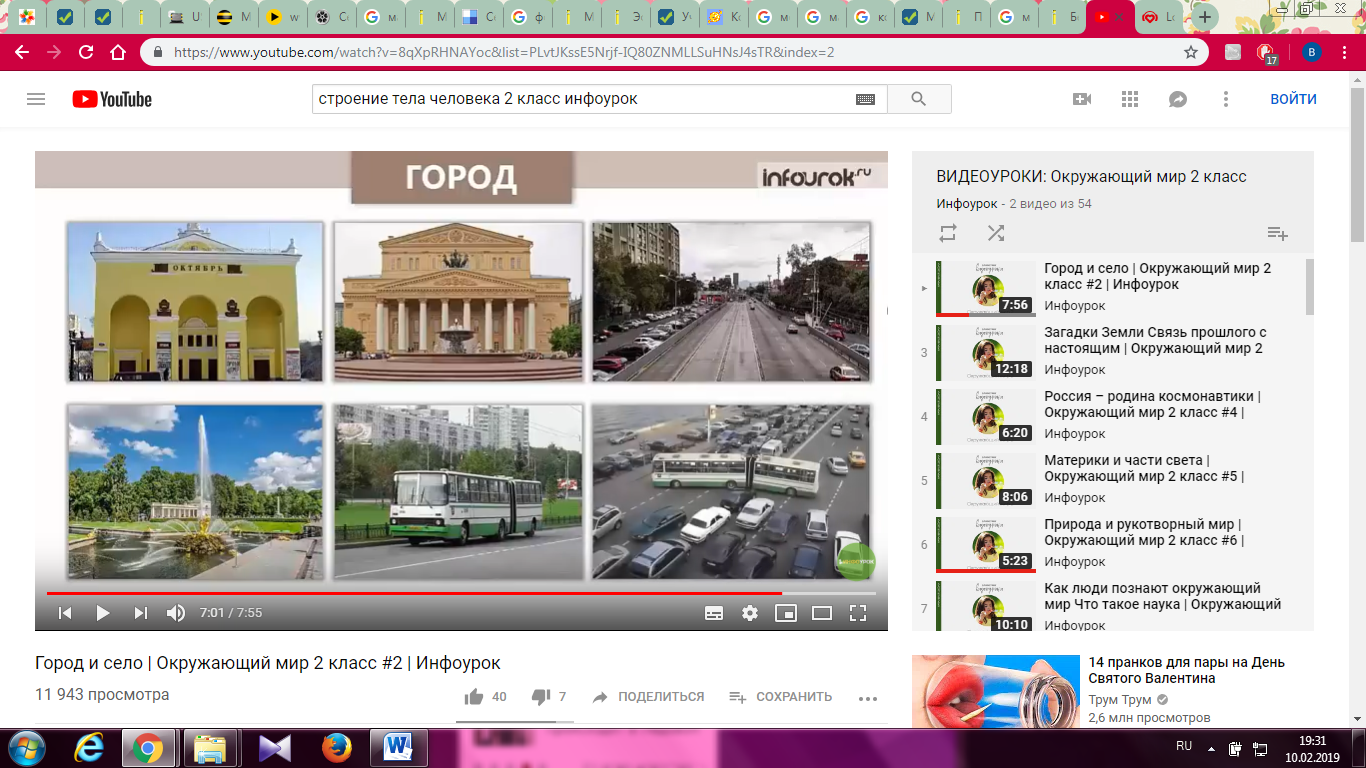 U
M
w
C
м
М
С
ф
М
Э
У
К
м
м
к
М
П
м
Б
Lo
https://www.youtube.com/watch?v=8qXpRHNAYoc&list=PLvtJKssE5Nrjf-IQ80ZNMLLSuHNsJ4sTR&index=2
17
B
YouTube
строение тела человека 2 класс инфоурок
ВОЙТИ
ГОРОД
infourok.ru
ОКТЯБРЬ
7:01 / 7:55
Город и село | Окружающий мир 2 класс #2 | Инфоурок
11 943 просмотра
40
7
ПОДЕЛИТЬСЯ
СОХРАНИТЬ
ВИДЕОУРОКИ: Окружающий мир 2 класс
Инфоурок - 2 видео из 54
Город и село | Окружающий мир 2
класс #2 | Инфоурок
Инфоурок
7:56
3
Загадки Земли Связь прошлого с
настоящим | Окружающий мир 2
Инфоурок
12:18
4
Россия – родина космонавтики |
Окружающий мир 2 класс #4 |
Инфоурок
6:20
5
Материки и части света |
Окружающий мир 2 класс #5 |
Инфоурок
8:06
6
Природа и рукотворный мир |
Окружающий мир 2 класс #6 |
Инфоурок
5:23
7
Как люди познают окружающий
мир Что такое наука | Окружающий
Инфоурок
10:10
14 пранков для пары на День
Святого Валентина
Трум Трум
2,6 млн просмотров
RU
19:31
10.02.2019